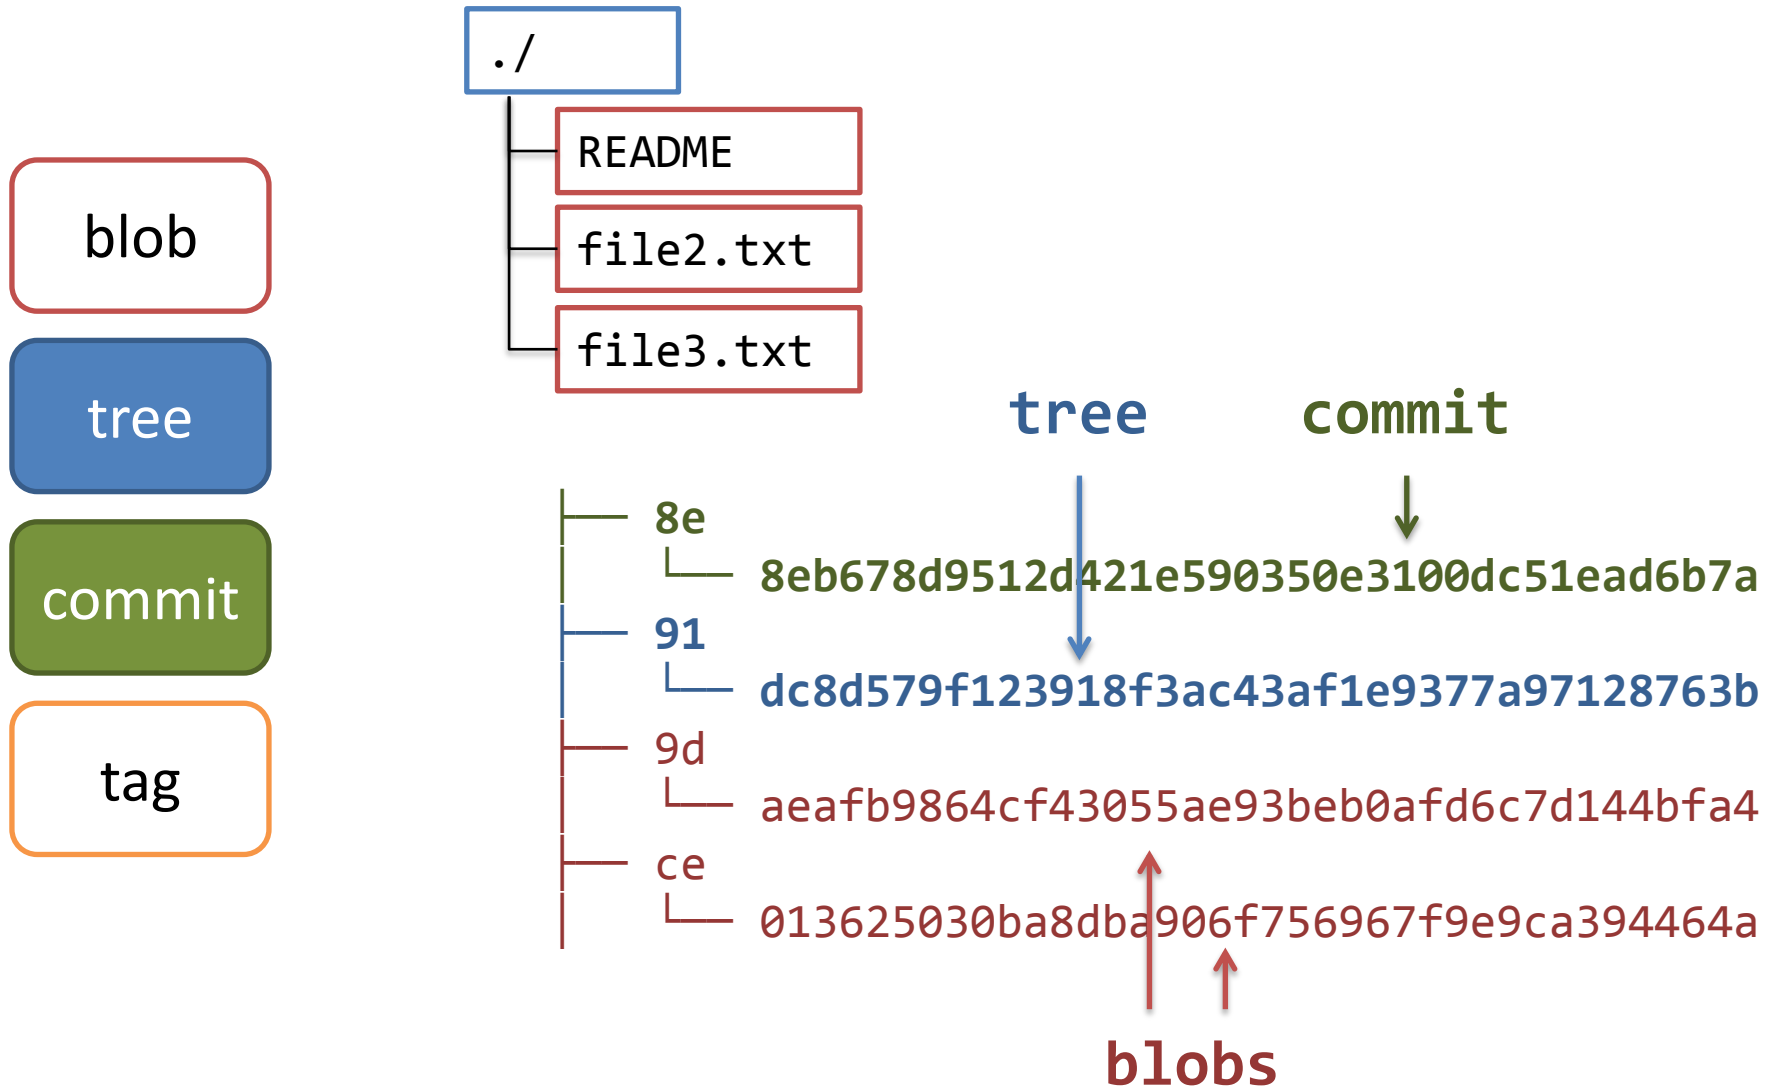 ./
README
file2.txt
file3.txt
blob
tree
commit
tag
tree
commit
8e
8eb678d9512d421e590350e3100dc51ead6b7a
91
dc8d579f123918f3ac43af1e9377a97128763b
9d
aeafb9864cf43055ae93beb0afd6c7d144bfa4
ce
013625030ba8dba906f756967f9e9ca394464a
blobs